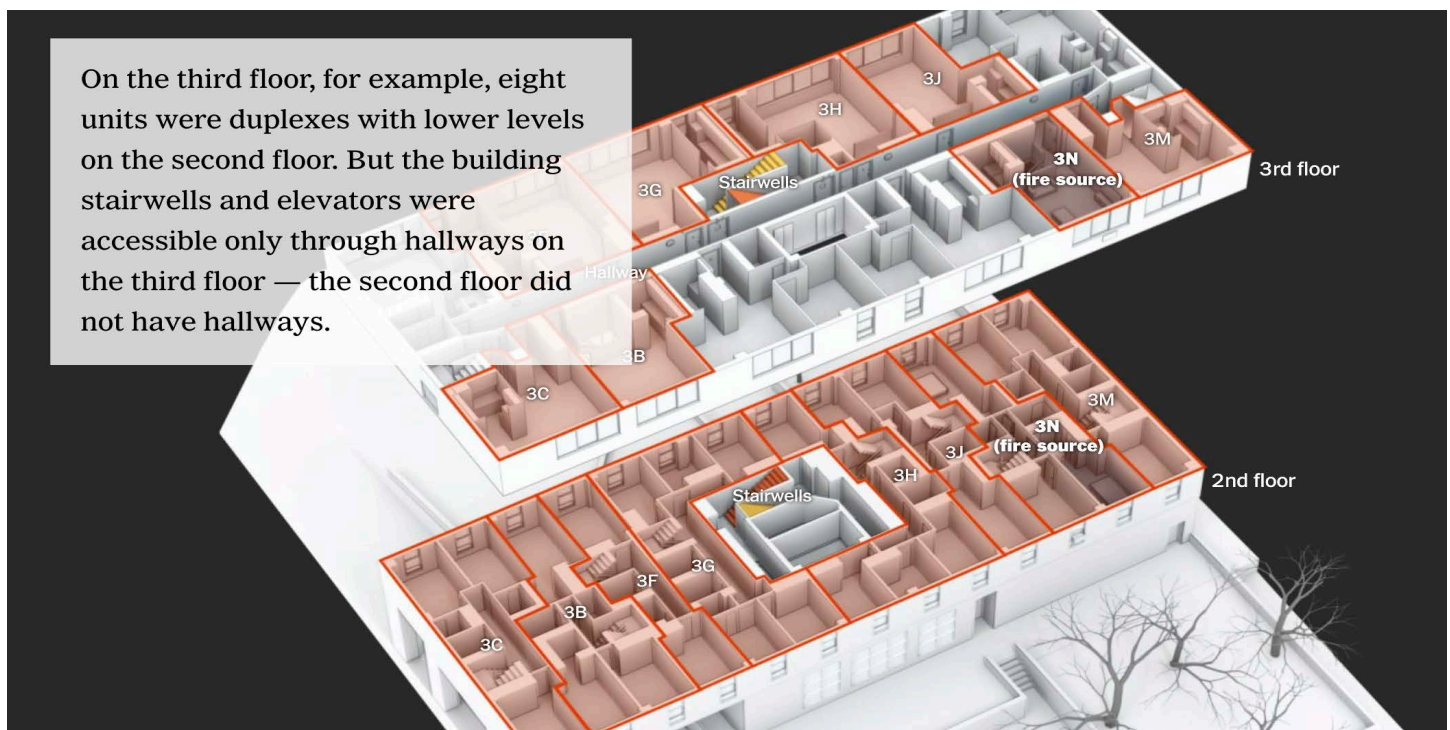 On the third floor, for example, eight
units were duplexes with lower levels
on the second floor. But the building
stairwells and elevators were
accessible only through hallways on
the third floor — the second floor did
not have hallways.
3J
3H
3M
3N
(fire source)
3rd floor
Stairwells
3G
Hallway
3B
3C
3M
3N
(fire source)
3J
3H
2nd floor
Stairwells
3G
3F
3B
3C